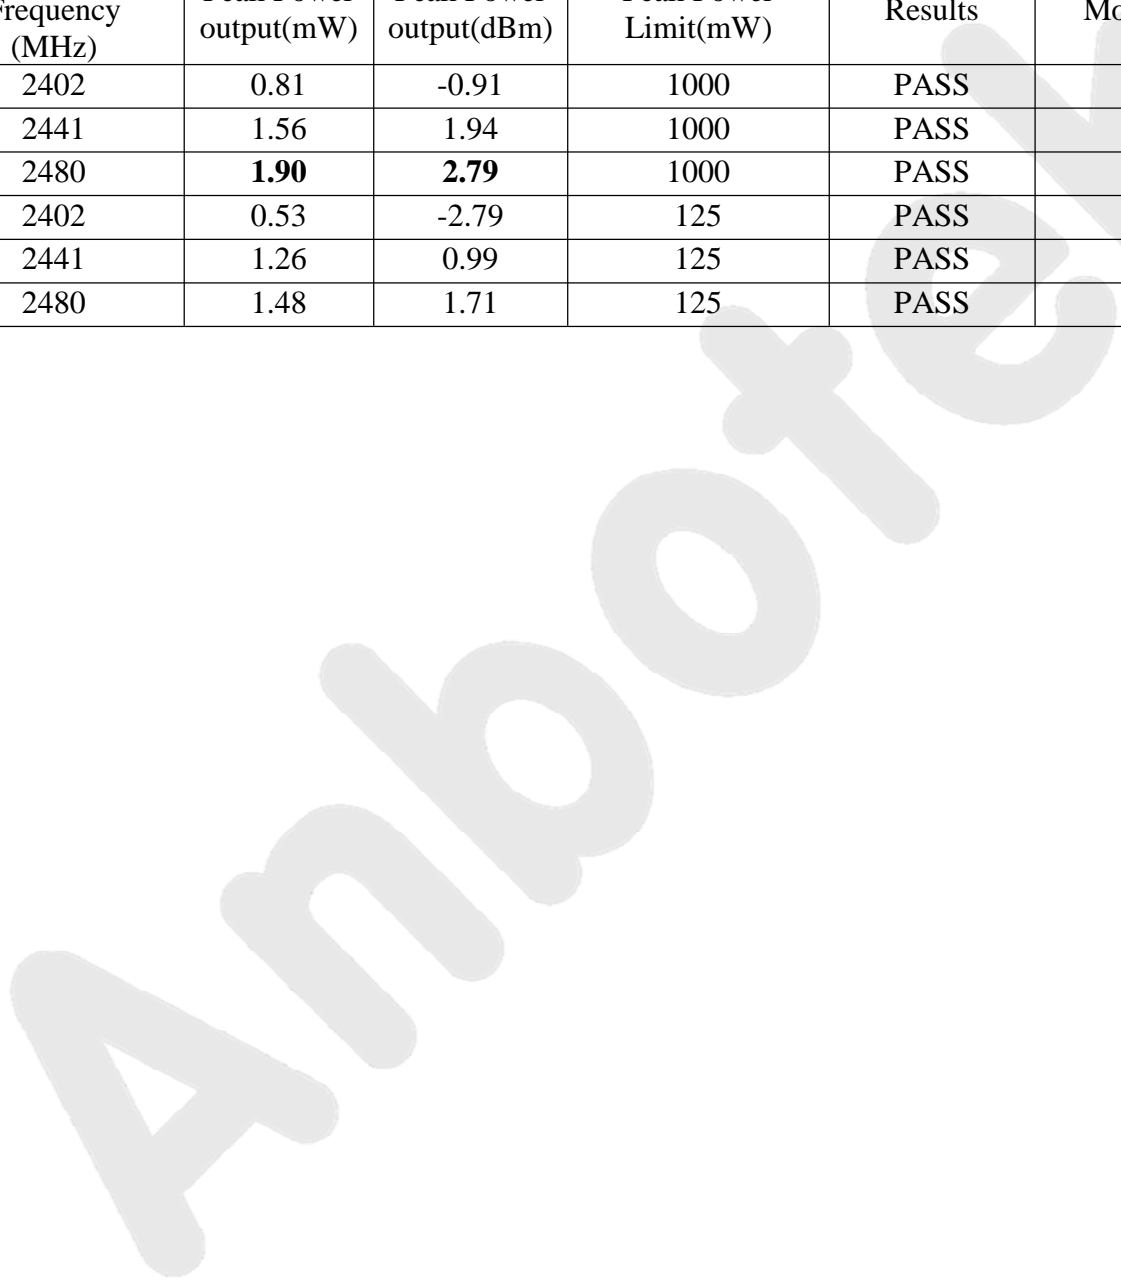 output(mW) output(dBm) Limit(mW) Results
(MHz)
2402 0.81 -0.91 1000 PASS
2441 1.56 1.94 1000 PASS
2480 1.90 2.79 1000 PASS
2402 0.53 -2.79 125 PASS
2441 1.26 0.99 125 PASS
2480 1.48 1.71 125 PASS
Anbotek